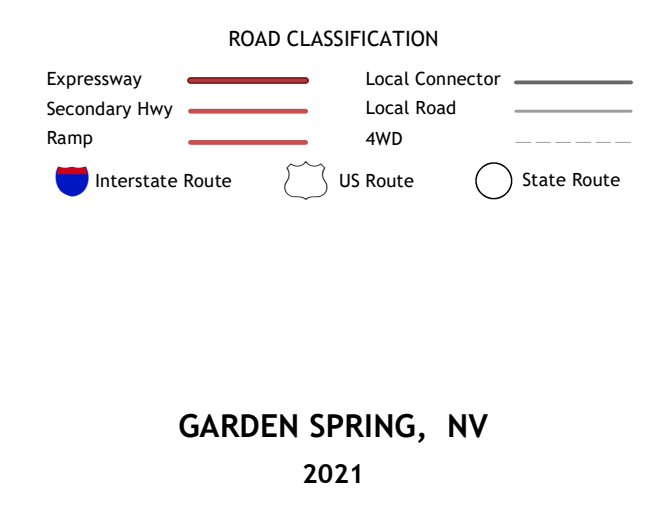 ROAD CLASSIFICATION
Expressway
Local Connector
Secondary Hwy
Local Road
Ramp
4WD
Interstate Route
US Route
State Route
GARDEN SPRING, NV
2021